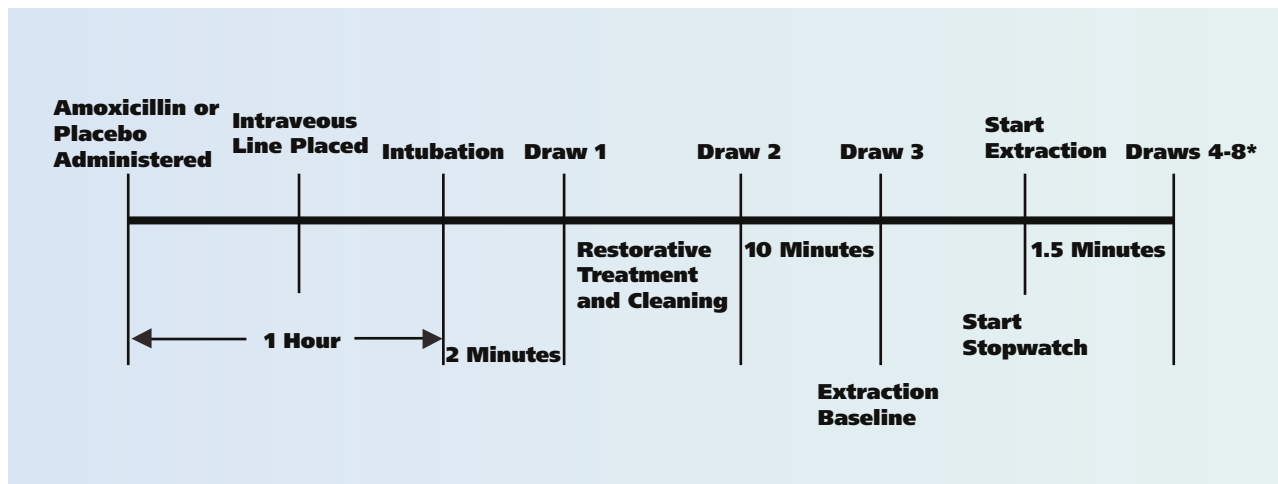 Amoxicillin or
Placebo
Administered
Intraveous
Line Placed
Intubation
Draw 1
Draw 2
Draw 3
Start
Extraction
Draws 4-8*
Restorative
Treatment
and Cleaning
10 Minutes
1.5 Minutes
1 Hour
2 Minutes
Start
Stopwatch
Extraction
Baseline